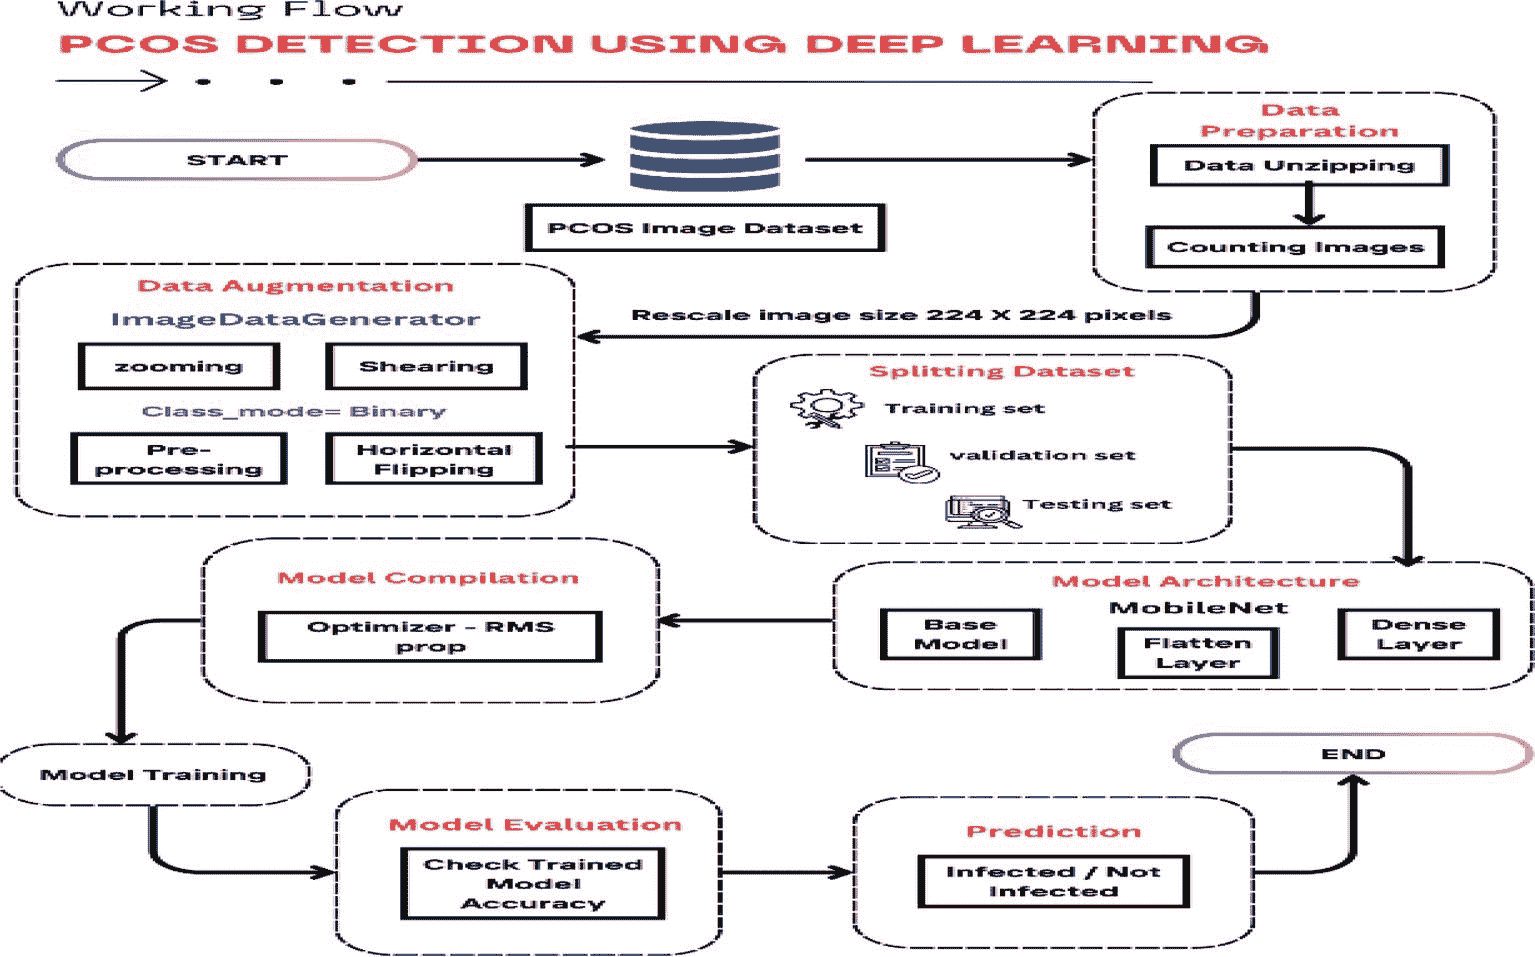 Working Flow
PCOS DETECTION USING DEEP LEARNING
START
PCOS Image Dataset
Data
Preparation
Data Unzipping
Counting Images
Rescale image size 224 X 224 pixels
Data Augmentation
ImageDataGenerator
zooming
Shearing
Class_mode= Binary
Pre-
processing
Horizontal
Flipping
Splitting Dataset
Training set
validation set
Testing set
Model Architecture
MobileNet
Base
Model
Flatten
Layer
Dense
Layer
Model Compilation
Optimizer - RMS
prop
Model Training
Model Evaluation
Check Trained
Model
Accuracy
Prediction
Infected / Not
Infected
END